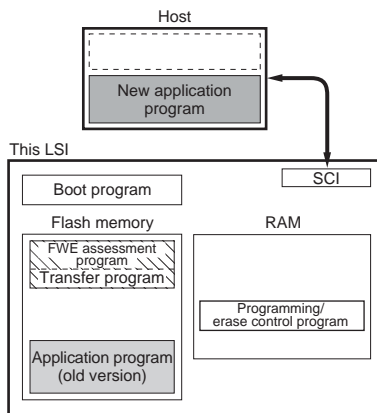 Host
New application
program
This LSI
SCI
Boot program
Flash memory
RAM
FWE assessment
program
Transfer program
Programming/
erase control program
Application program
(old version)